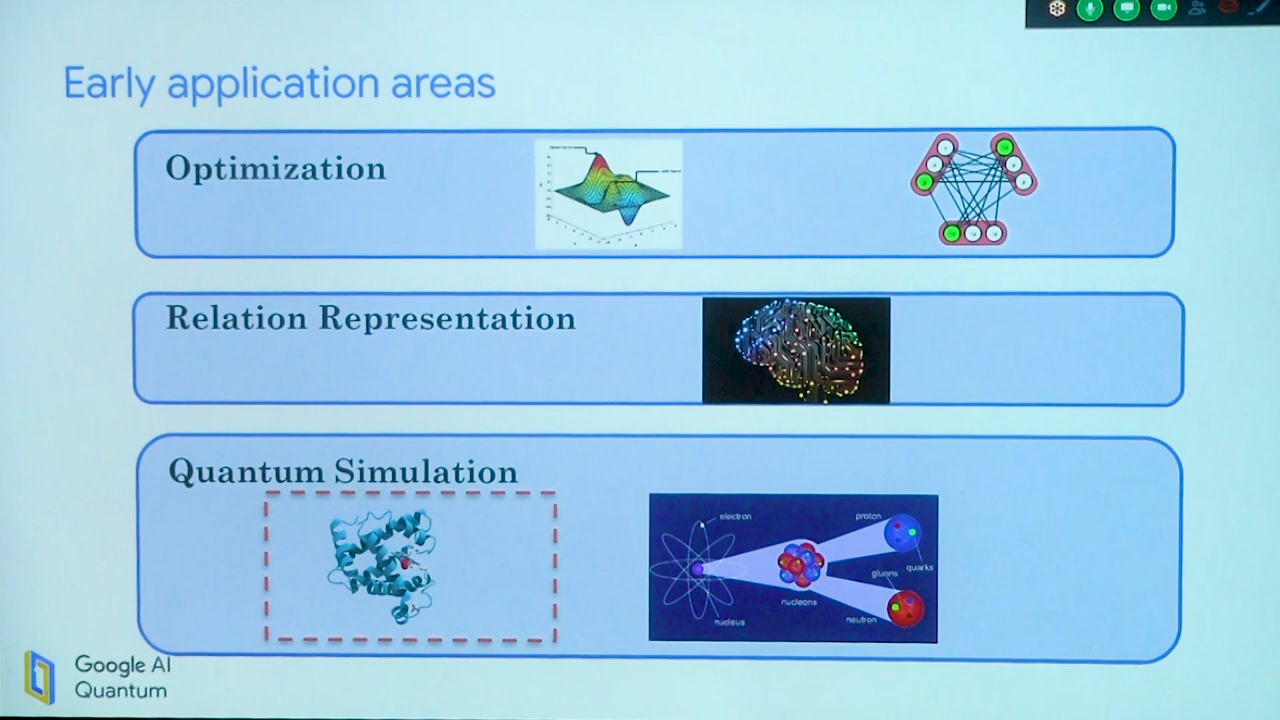 Early application areas
Optimization
Relation Representation
Quantum Simulation
electron
proton
quarks
gluons
nucleons
neutron
nucleus
Google AI
Quantum